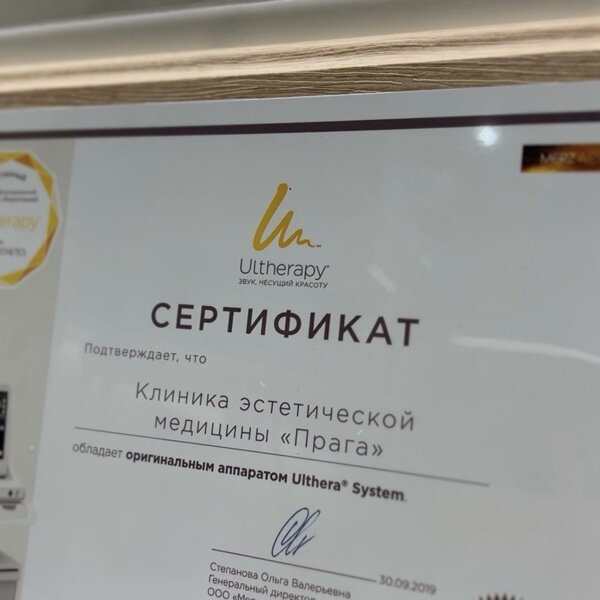 Ultherapy®
ЗВУК, НЕСУЩИЙ КРАСОТУ
СЕРТИФИКАТ
Подтверждает, что
Клиника эстетической
медицины «Прага»
обладает оригинальным аппаратом Ulthera® System.
Степанова Ольга Валерьевна
30.09.2019
Генеральный директор
ООО